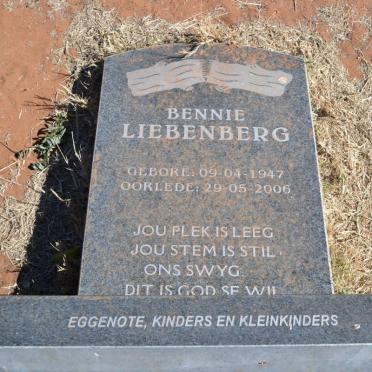 BENNIE
LIEBENBERG
GEBORE: 09-04-1947
OORLEDE: 29-05-2006
JOU PLEK IS LEEG
JOU STEM IS STIL
ONS SWYG.
DIT IS GOD SE WIL
EGGENOTE, KINDERS EN KLEINKINDERS